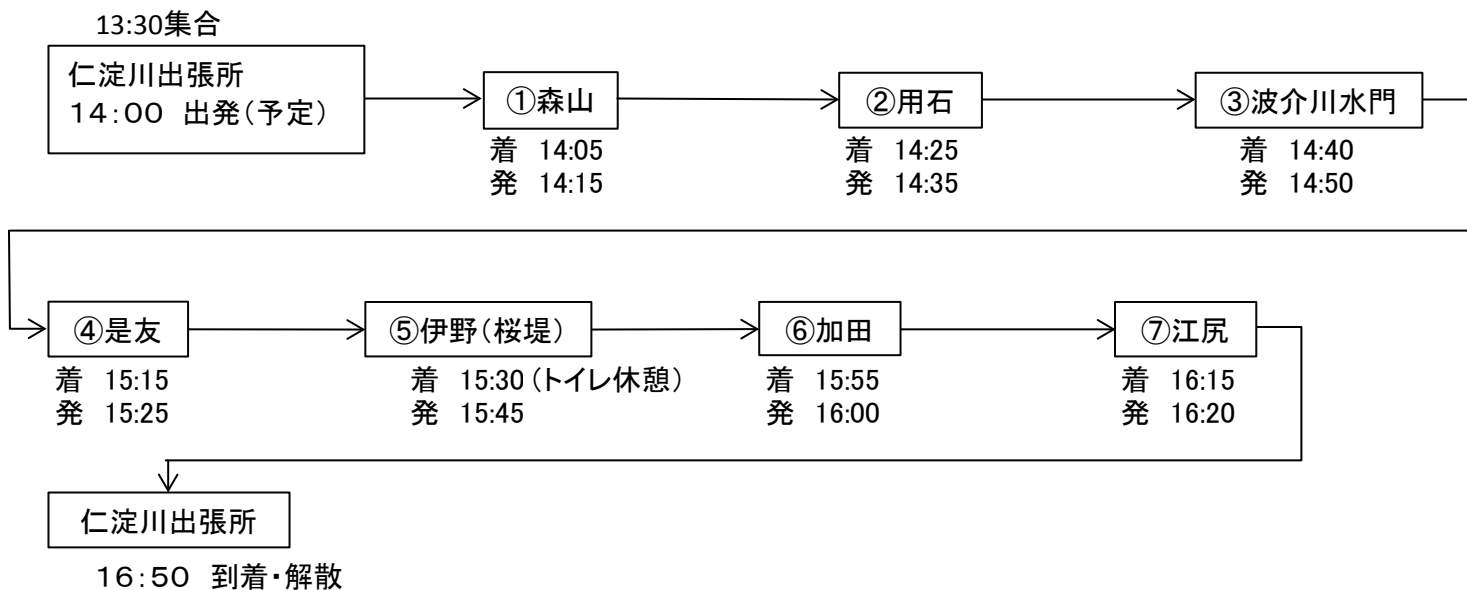 13:30集合
仁淀川出張所
14:00 出発(予定)
①森山
着 14:05
発 14:15
②用石
着 14:25
発 14:35
③波介川水門
着 14:40
発 14:50
④是友
着 15:15
発 15:25
⑤伊野(桜堤)
着 15:30(トイレ休憩)
発 15:45
⑥加田
着 15:55
発 16:00
⑦江尻
着 16:15
発 16:20
仁淀川出張所
16:50 到着・解散